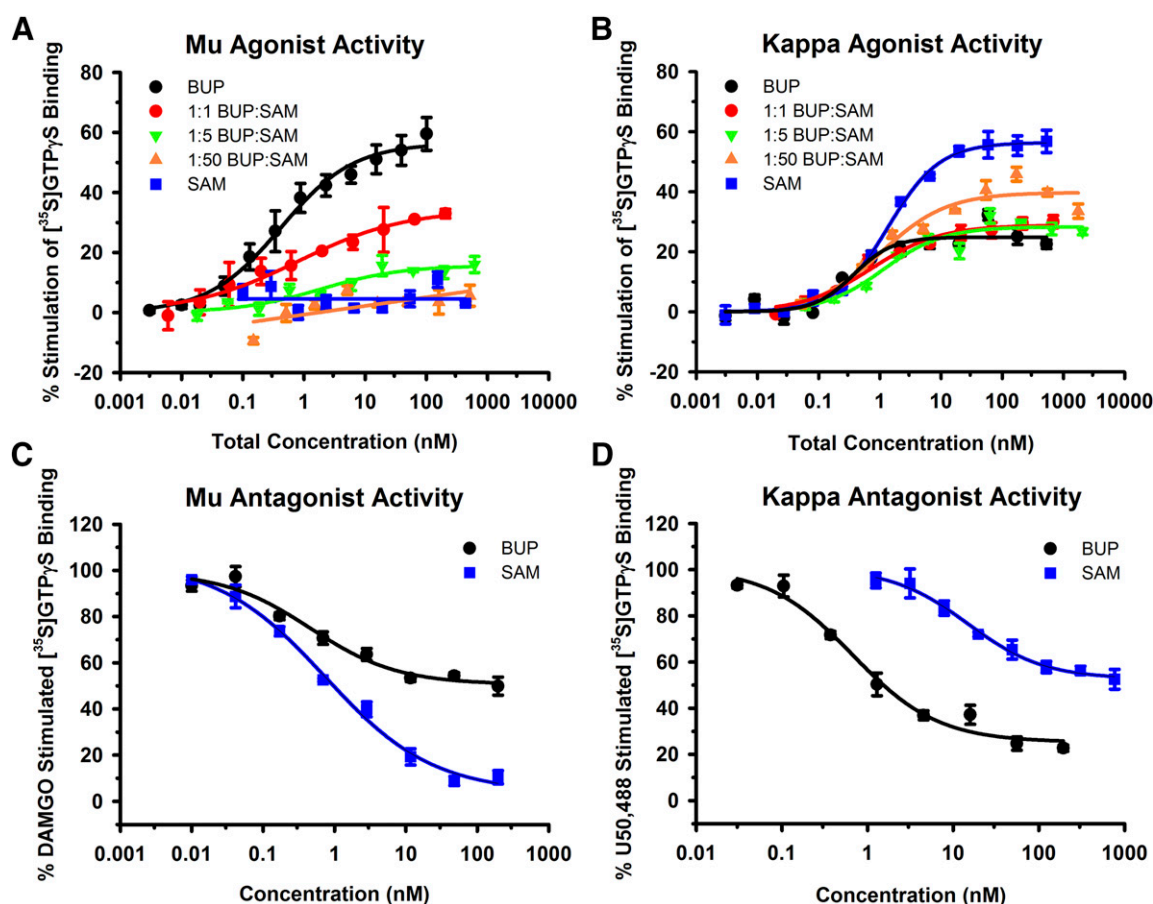 A
Mu Agonist Activity
% Stimulation of [³⁵S]GTPγS Binding
80
60
40
20
0
-20
BUP
1:1 BUP:SAM
1:5 BUP:SAM
1:50 BUP:SAM
SAM
0.001 0.01 0.1 1 10 100 1000
Total Concentration (nM)
B
Kappa Agonist Activity
% Stimulation of [³⁵S]GTPγS Binding
80
60
40
20
0
-20
BUP
1:1 BUP:SAM
1:5 BUP:SAM
1:50 BUP:SAM
SAM
0.001 0.01 0.1 1 10 100 1000 10000
Total Concentration (nM)
C
Mu Antagonist Activity
% DAMGO Stimulated [³⁵S]GTPγS Binding
120
100
80
60
40
20
0
BUP
SAM
0.001 0.01 0.1 1 10 100 1000
Concentration (nM)
D
Kappa Antagonist Activity
% U50,488 Stimulated [³⁵S]GTPγS Binding
120
100
80
60
40
20
0
BUP
SAM
0.01 0.1 1 10 100 1000
Concentration (nM)